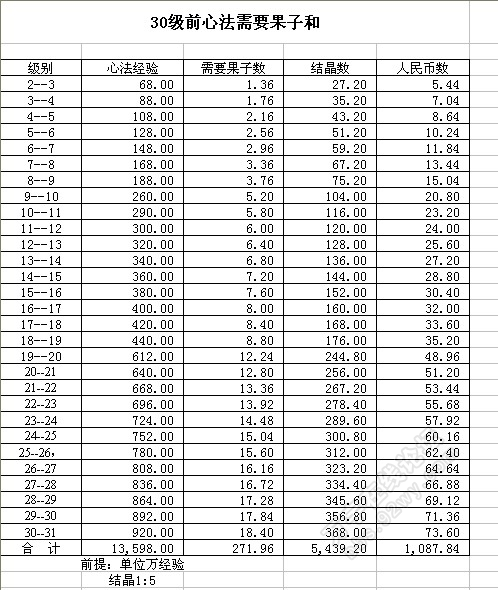 30级前心法需要果子和
级别 心法经验 需要果子数 结晶数 人民币数
2--3 68.00 1.36 27.20 5.44
3--4 88.00 1.76 35.20 7.04
4--5 108.00 2.16 43.20 8.64
5--6 128.00 2.56 51.20 10.24
6--7 148.00 2.96 59.20 11.84
7--8 168.00 3.36 67.20 13.44
8--9 188.00 3.76 75.20 15.04
9--10 260.00 5.20 104.00 20.80
10--11 290.00 5.80 116.00 23.20
11--12 300.00 6.00 120.00 24.00
12--13 320.00 6.40 128.00 25.60
13--14 340.00 6.80 136.00 27.20
14--15 360.00 7.20 144.00 28.80
15--16 380.00 7.60 152.00 30.40
16--17 400.00 8.00 160.00 32.00
17--18 420.00 8.40 168.00 33.60
18--19 440.00 8.80 176.00 35.20
19--20 612.00 12.24 244.80 48.96
20--21 640.00 12.80 256.00 51.20
21--22 668.00 13.36 267.20 53.44
22--23 696.00 13.92 278.40 55.68
23--24 724.00 14.48 289.60 57.92
24--25 752.00 15.04 300.80 60.16
25--26， 780.00 15.60 312.00 62.40
26--27 808.00 16.16 323.20 64.64
27--28 836.00 16.72 334.40 66.88
28--29 864.00 17.28 345.60 69.12
29--30 892.00 17.84 356.80 71.36
30--31 920.00 18.40 368.00 73.60
合 计 13,598.00 271.96 5,439.20 1,087.84
前提：单位万经验
结晶1:5